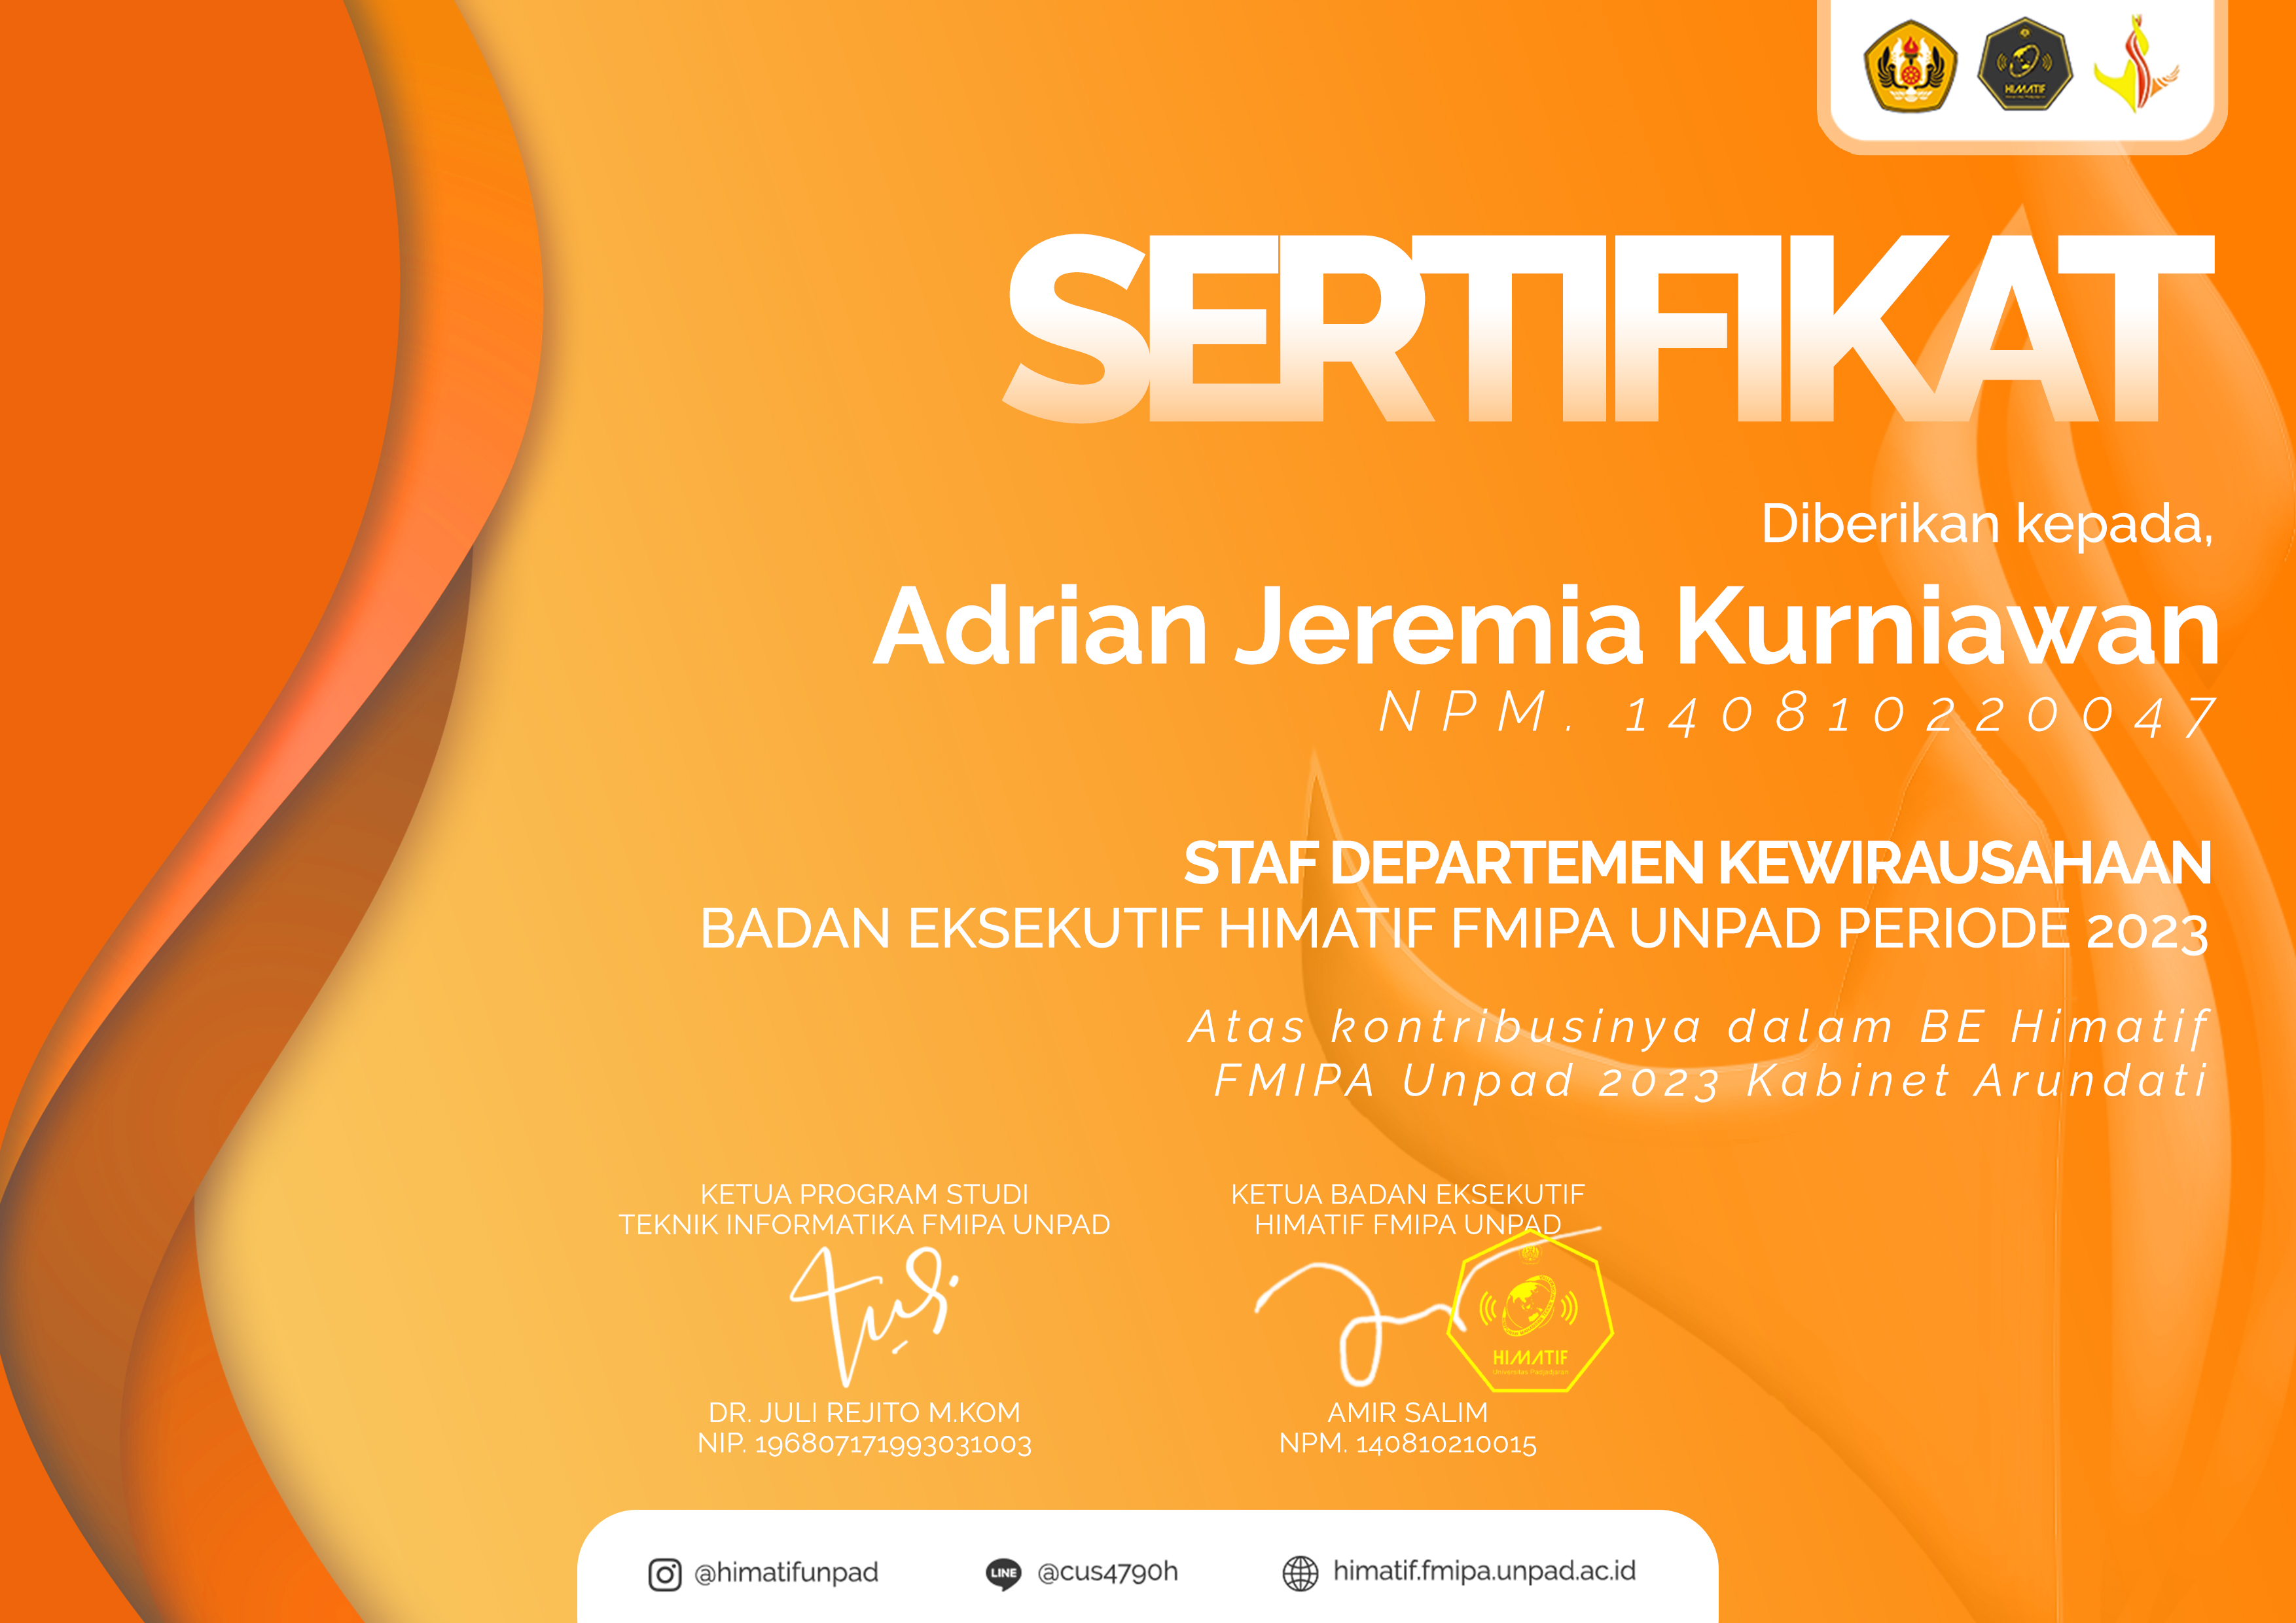 HIMATIF
SERTIFIKAT
Diberikan kepada,
Adrian Jeremia Kurniawan
NPM. 140810220047
STAF DEPARTEMEN KEWIRAUSAHAAN
BADAN EKSEKUTIF HIMATIF FMIPA UNPAD PERIODE 2023
Atas kontribusinya dalam BE Himatif
FMIPA Unpad 2023 Kabinet Arundati
KETUA PROGRAM STUDI
TEKNIK INFORMATIKA FMIPA UNPAD
DR. JULI REJITO M.KOM
NIP. 196807171993031003
KETUA BADAN EKSEKUTIF
HIMATIF FMIPA UNPAD
HIMATIF
Universitas Padjadjaran
AMIR SALIM
NPM. 140810210015
@himatifunpad
LINE @cus4790h
himatif.fmipa.unpad.ac.id